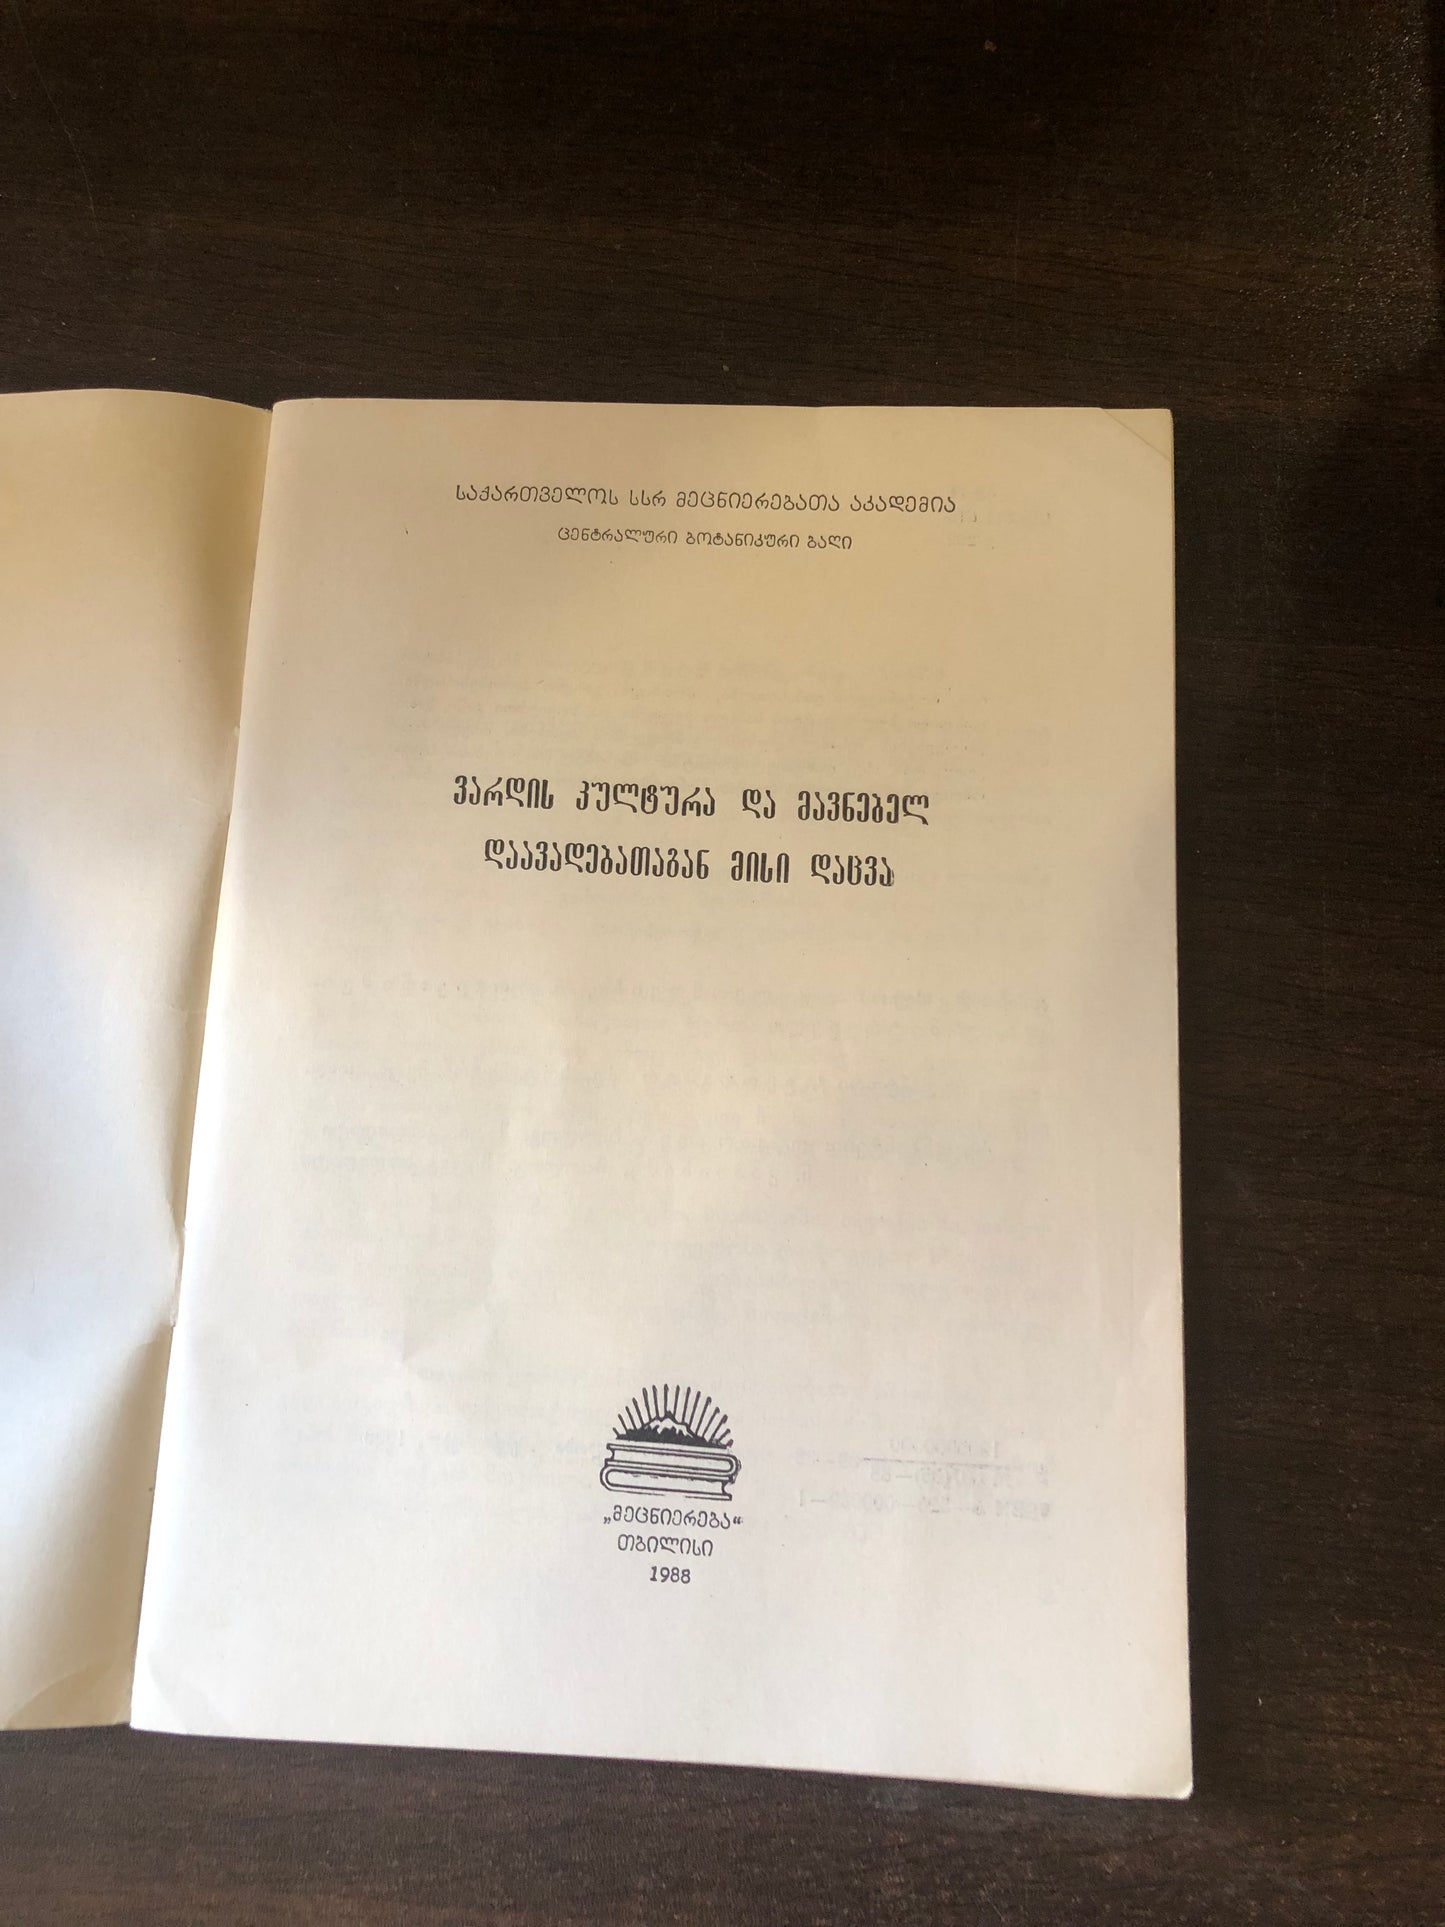 საქართველოს სსრ მეცნიერებათა აკადემია
ცენტრალური ბოტანიკური ბაღი
ვარდის კულტურა და მავნებელ
დაავადებათაგან მისი დაცვა
„მეცნიერება“
თბილისი
1988